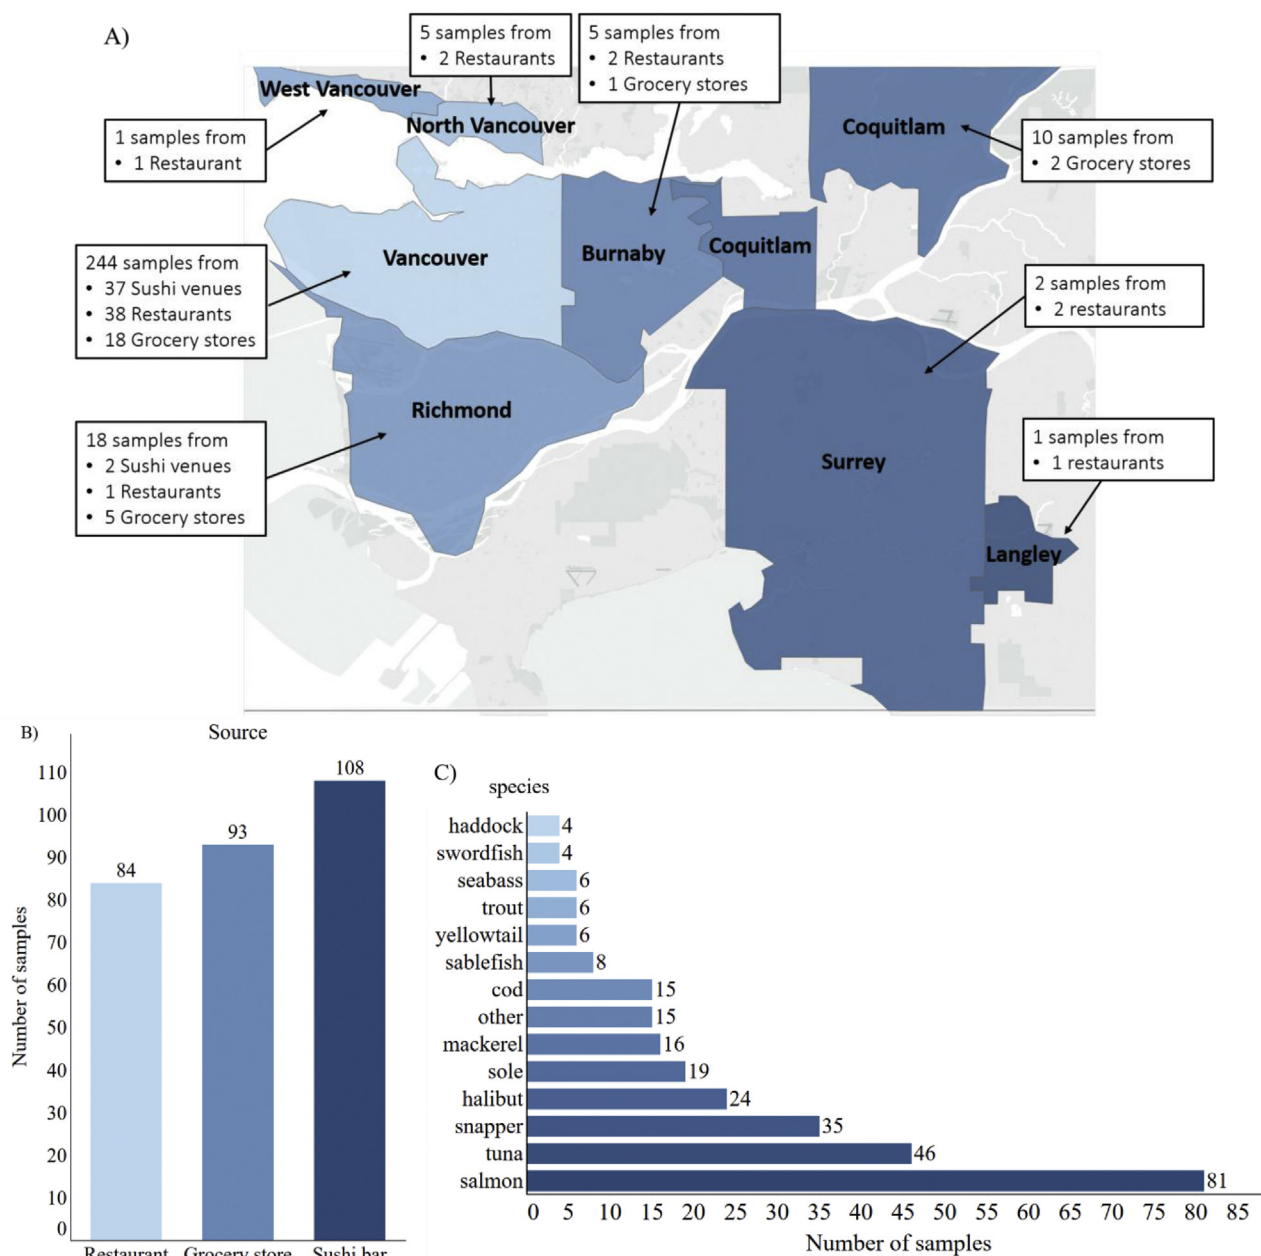 A)
5 samples from
• 2 Restaurants
5 samples from
• 2 Restaurants
• 1 Grocery stores
West Vancouver
North Vancouver
Coquitlam
1 samples from
• 1 Restaurant
10 samples from
• 2 Grocery stores
244 samples from
• 37 Sushi venues
• 38 Restaurants
• 18 Grocery stores
Vancouver
Burnaby
Coquitlam
2 samples from
• 2 restaurants
Richmond
18 samples from
• 2 Sushi venues
• 1 Restaurants
• 5 Grocery stores
Surrey
1 samples from
• 1 restaurants
Langley
B)
Source
Number of samples
110
100
90
80
70
60
50
40
30
20
10
0
84
93
108
Restaurant Grocery store Sushi bar
C)
species
haddock 4
swordfish 4
seabass 6
trout 6
yellowtail 6
sablefish 8
cod 15
other 15
mackerel 16
sole 19
halibut 24
snapper 35
tuna 46
salmon 81
0 5 10 15 20 25 30 35 40 45 50 55 60 65 70 75 80 85
Number of samples